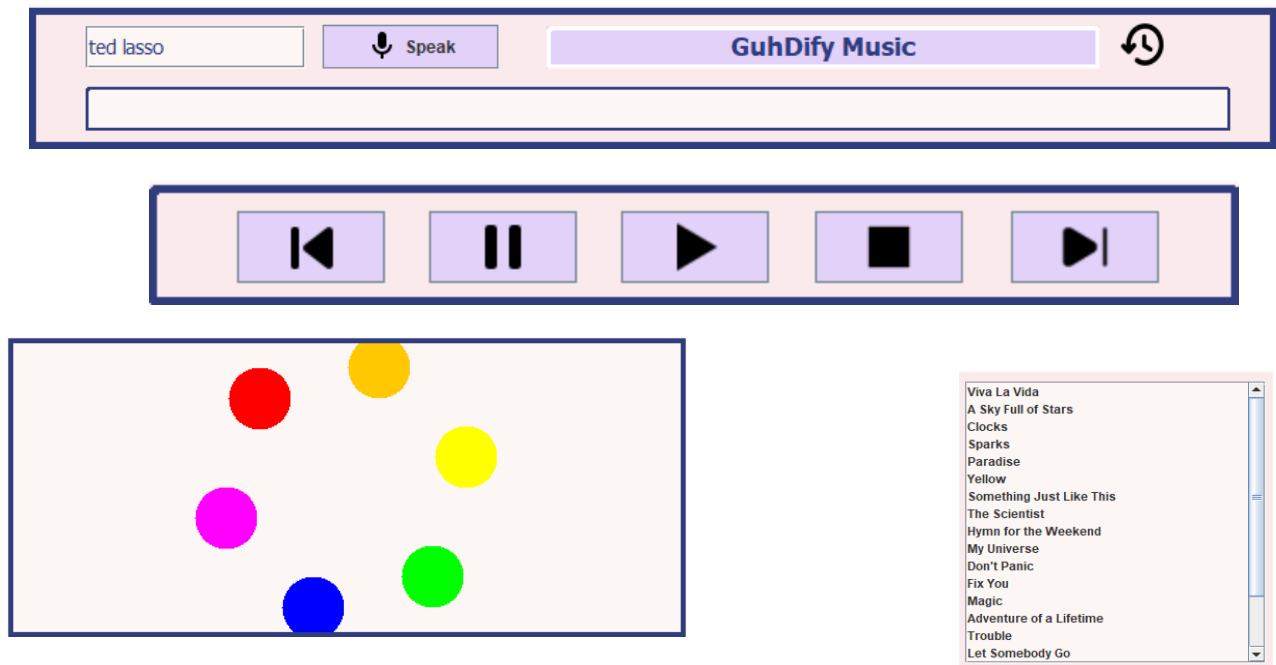 ted lasso
Speak
GuhDify Music
Viva La Vida
A Sky Full of Stars
Clocks
Sparks
Paradise
Yellow
Something Just Like This
The Scientist
Hymn for the Weekend
My Universe
Don't Panic
Fix You
Magic
Adventure of a Lifetime
Trouble
Let Somebody Go